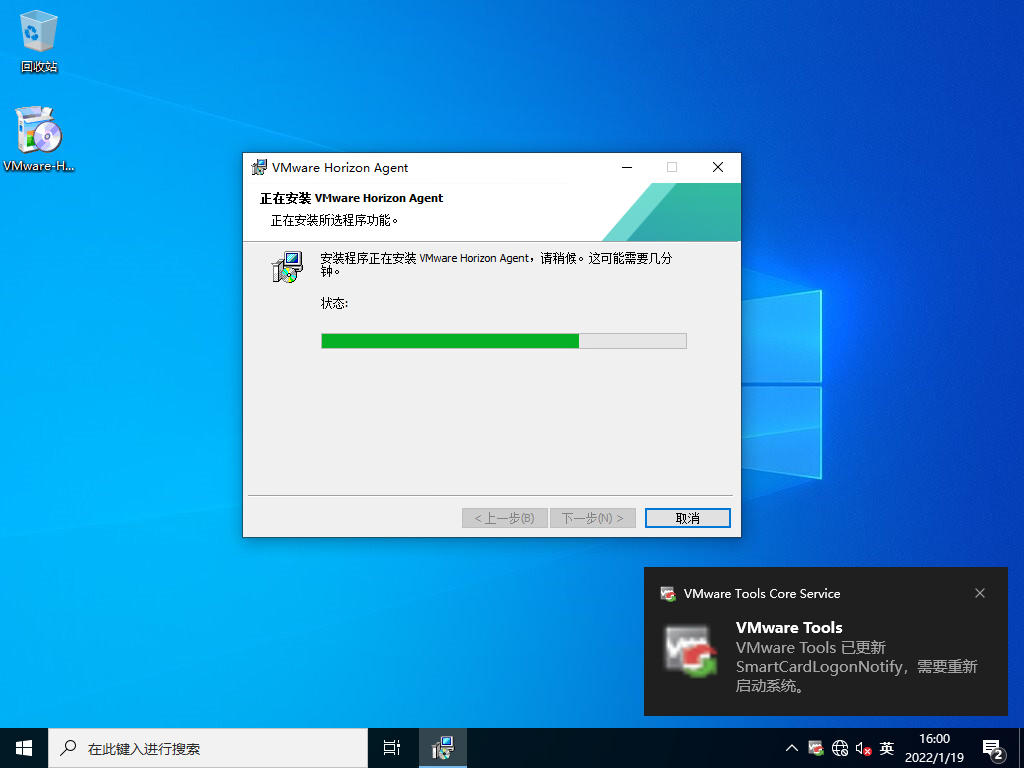 回收站
VMware-H...
VMware Horizon Agent
正在安装 VMware Horizon Agent
正在安装所选程序功能。
安装程序正在安装 VMware Horizon Agent，请稍候。这可能需要几分
钟。
状态:
< 上一步(B)
下一步(N) >
取消
VMware Tools Core Service
VMware Tools
VMware Tools 已更新
SmartCardLogonNotify，需要重新
启动系统。
在此键入进行搜索
英
16:00
2022/1/19
2